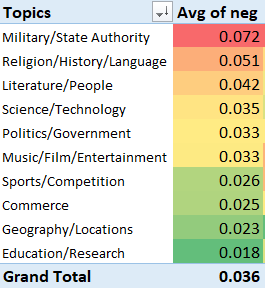 Topics Avg of neg
Military/State Authority 0.072
Religion/History/Language 0.051
Literature/People 0.042
Science/Technology 0.035
Politics/Government 0.033
Music/Film/Entertainment 0.033
Sports/Competition 0.026
Commerce 0.025
Geography/Locations 0.023
Education/Research 0.018
Grand Total 0.036